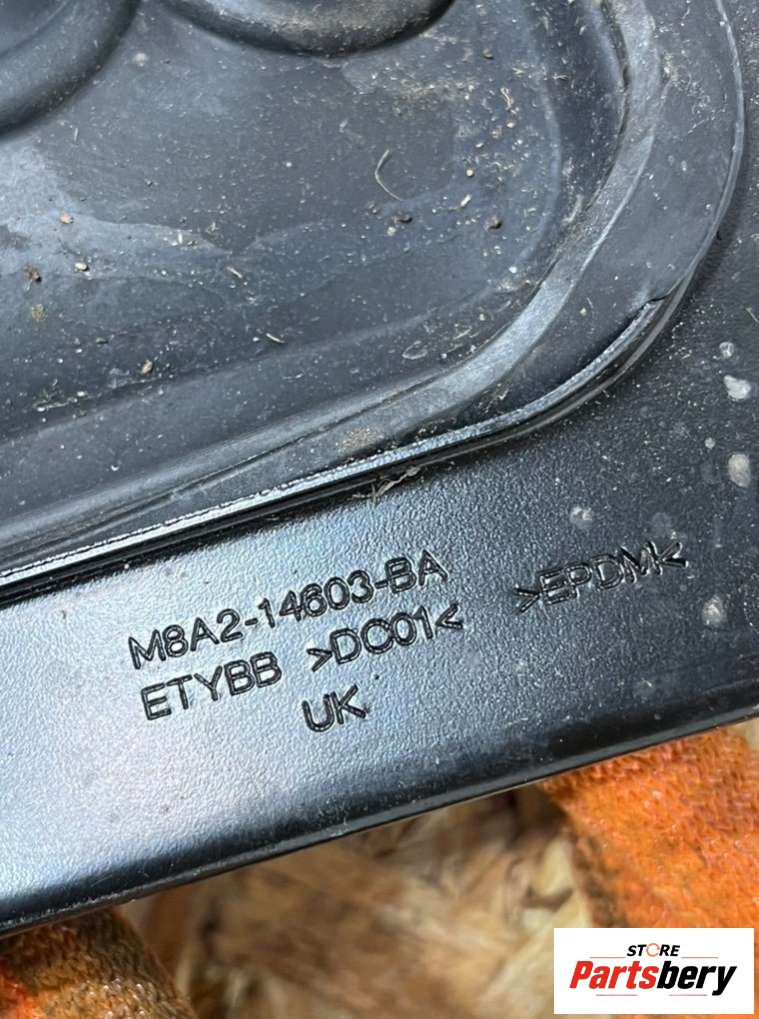 M8A2-14603-BA
ETYBB >DC01< >EPDM<
UK
STORE
Partsbery